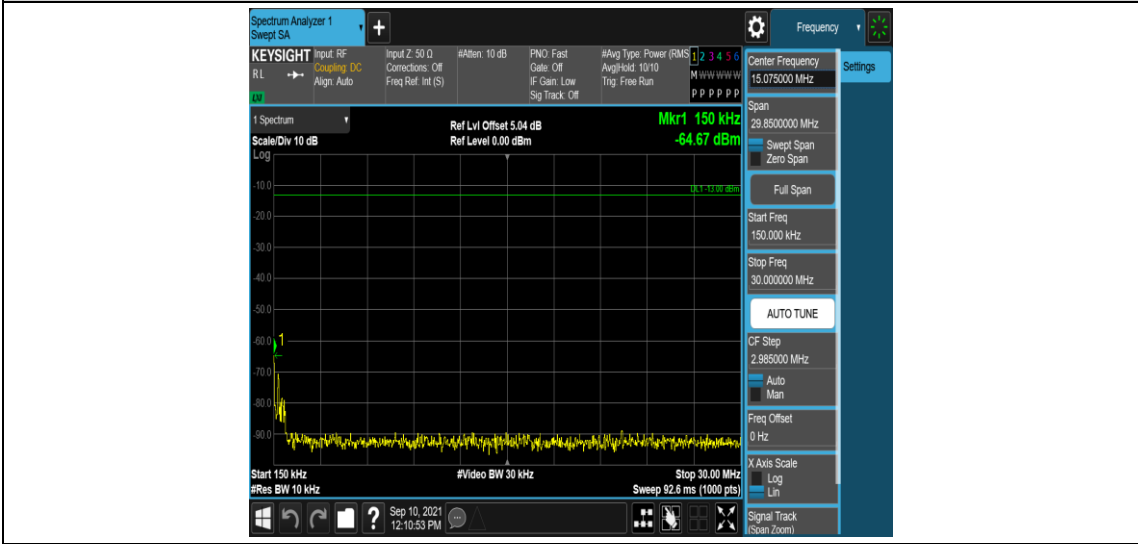 Spectrum Analyzer 1
Swept SA
+
Frequency
KEYSIGHT
RL
Input: RF
Coupling: DC
Align: Auto
Input Z: 50 Ω
Corrections: Off
Freq Ref: Int (S)
#Atten: 10 dB
PNO: Fast
Gate: Off
IF Gain: Low
Sig Track: Off
#Avg Type: Power (RMS
Avg|Hold: 10/10
Trig: Free Run
1 2 3 4 5 6
M W W W W W
P P P P P P
1 Spectrum
Scale/Div 10 dB
Log
Ref Lvl Offset 5.04 dB
Ref Level 0.00 dBm
Mkr1 150 kHz
-64.67 dBm
DL1 -13.00 dBm
-10.0
-20.0
-30.0
-40.0
-50.0
-60.0
1
-70.0
-80.0
-90.0
Start 150 kHz
#Res BW 10 kHz
#Video BW 30 kHz
Stop 30.00 MHz
Sweep 92.6 ms (1000 pts)
?
Sep 10, 2021
12:10:53 PM
Center Frequency
15.075000 MHz
Settings
Span
29.8500000 MHz
Swept Span
Zero Span
Full Span
Start Freq
150.000 kHz
Stop Freq
30.000000 MHz
AUTO TUNE
CF Step
2.985000 MHz
Auto
Man
Freq Offset
0 Hz
X Axis Scale
Log
Lin
Signal Track
(Span Zoom)